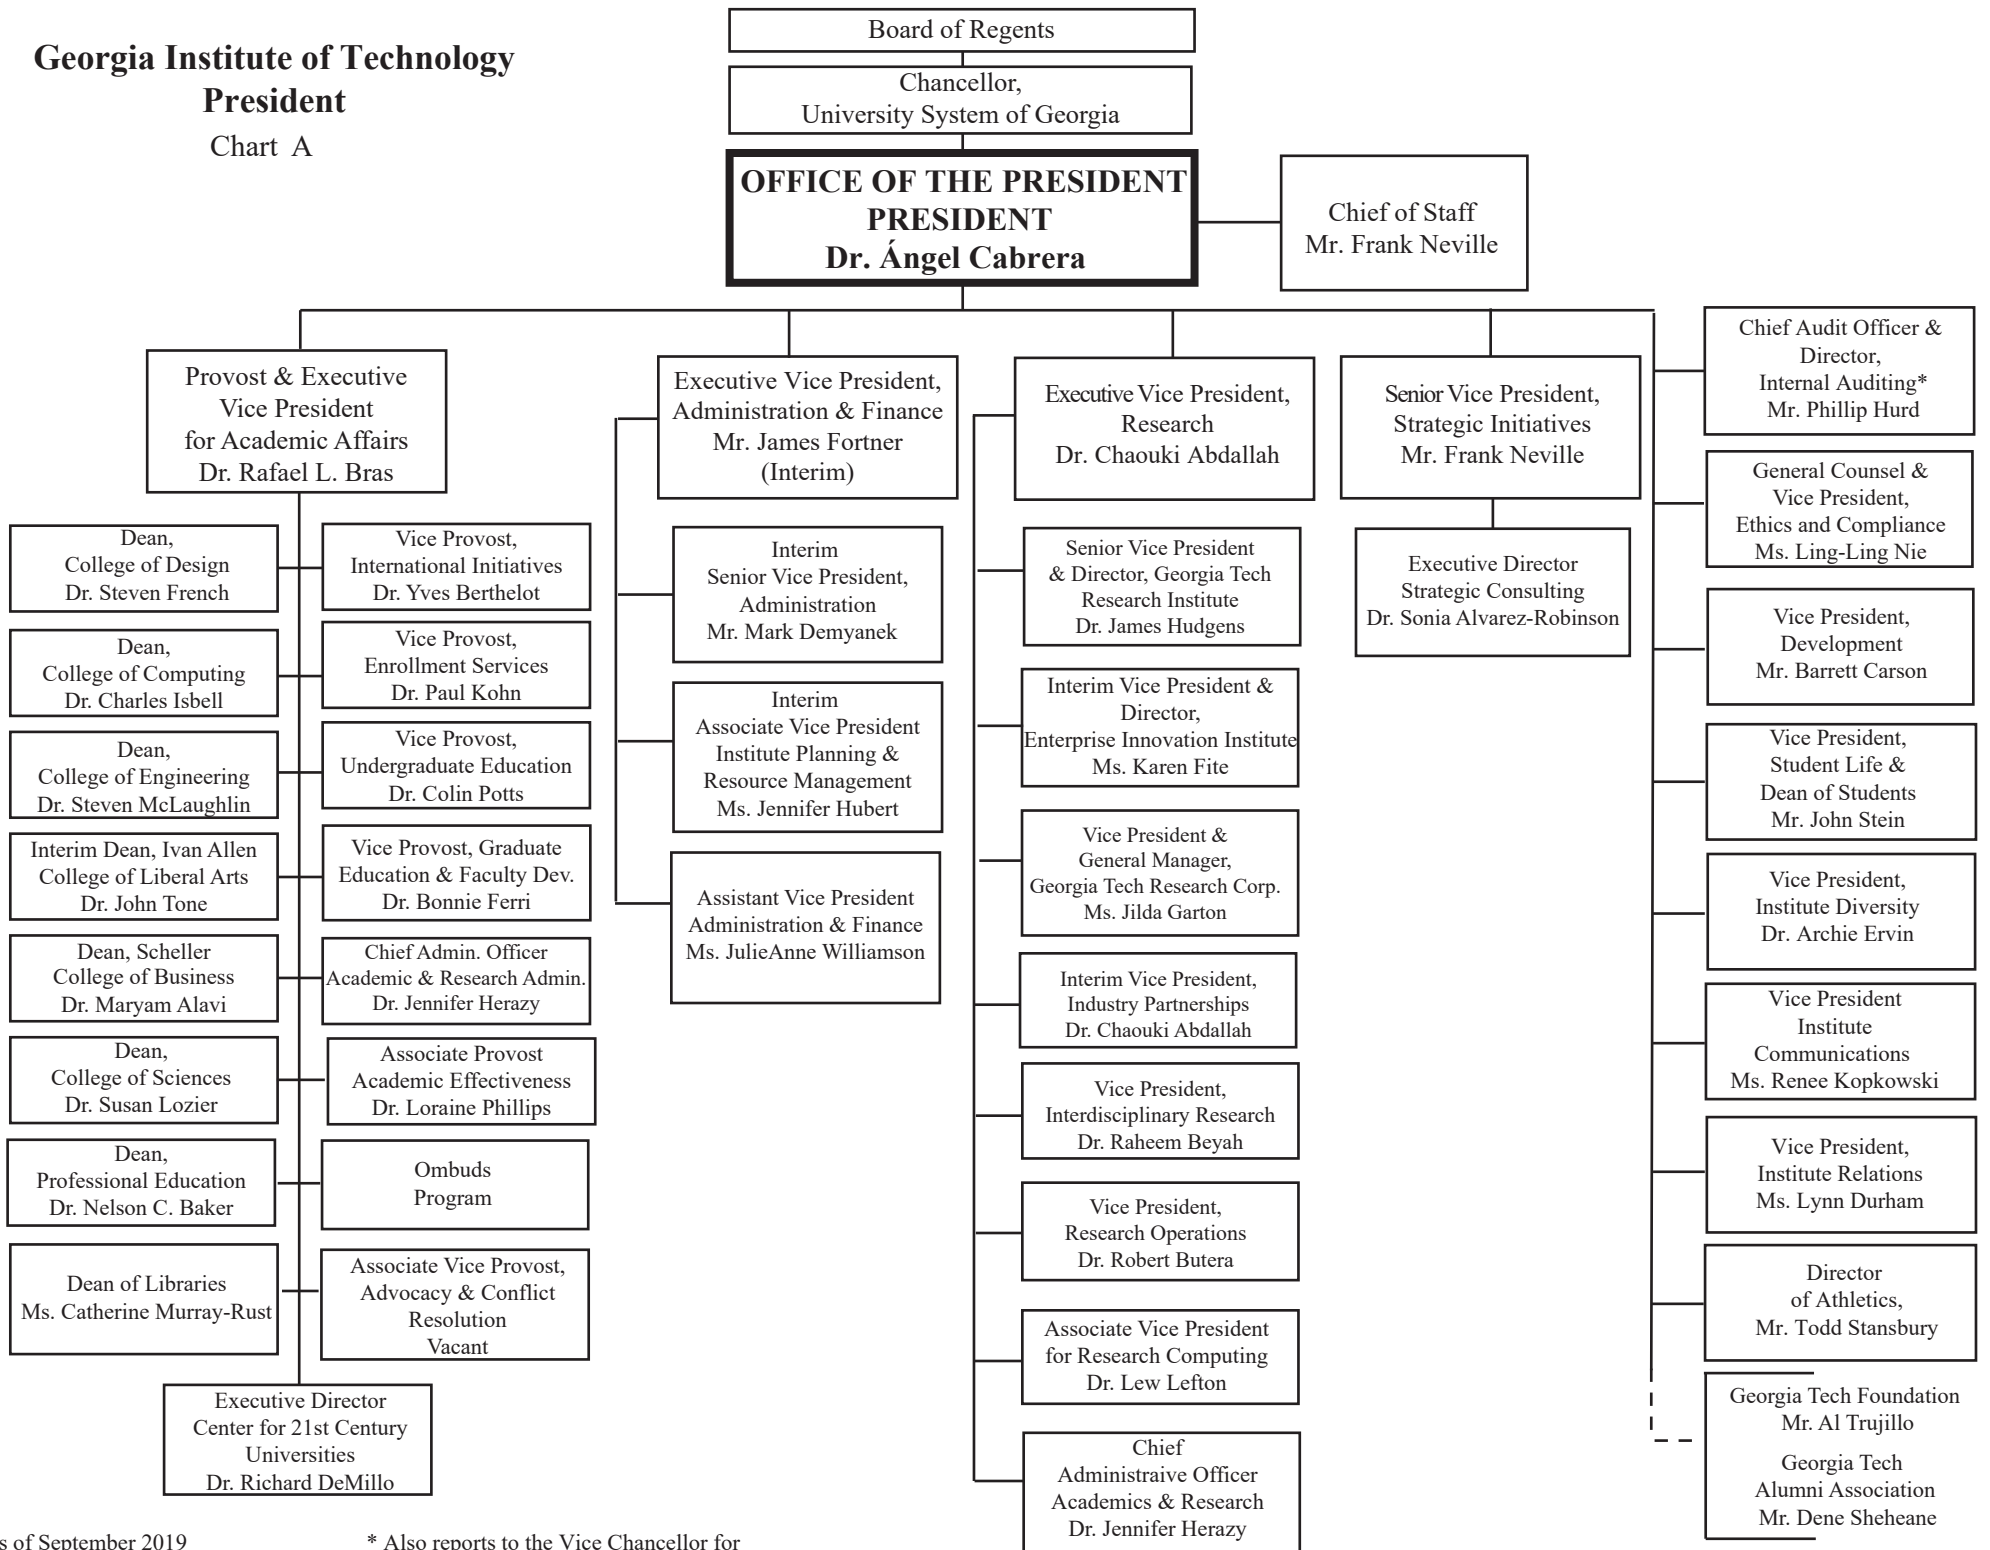 Georgia Institute of Technology
President
Chart A
Board of Regents
Chancellor,
University System of Georgia
OFFICE OF THE PRESIDENT
PRESIDENT
Dr. Ángel Cabrera
Chief of Staff
Mr. Frank Neville
Provost & Executive
Vice President
for Academic Affairs
Dr. Rafael L. Bras
Dean,
College of Design
Dr. Steven French
Vice Provost,
International Initiatives
Dr. Yves Berthelot
Dean,
College of Computing
Dr. Charles Isbell
Vice Provost,
Enrollment Services
Dr. Paul Kohn
Dean,
College of Engineering
Dr. Steven McLaughlin
Vice Provost,
Undergraduate Education
Dr. Colin Potts
Interim Dean, Ivan Allen
College of Liberal Arts
Dr. John Tone
Vice Provost, Graduate
Education & Faculty Dev.
Dr. Bonnie Ferri
Dean, Scheller
College of Business
Dr. Maryam Alavi
Chief Admin. Officer
Academic & Research Admin.
Dr. Jennifer Herazy
Dean,
College of Sciences
Dr. Susan Lozier
Associate Provost
Academic Effectiveness
Dr. Loraine Phillips
Dean,
Professional Education
Dr. Nelson C. Baker
Ombuds
Program
Dean of Libraries
Ms. Catherine Murray-Rust
Associate Vice Provost,
Advocacy & Conflict
Resolution
Vacant
Executive Director
Center for 21st Century
Universities
Dr. Richard DeMillo
Executive Vice President,
Administration & Finance
Mr. James Fortner
(Interim)
Interim
Senior Vice President,
Administration
Mr. Mark Demyanek
Interim
Associate Vice President
Institute Planning &
Resource Management
Ms. Jennifer Hubert
Assistant Vice President
Administration & Finance
Ms. JulieAnne Williamson
Executive Vice President,
Research
Dr. Chaouki Abdallah
Senior Vice President
& Director, Georgia Tech
Research Institute
Dr. James Hudgens
Interim Vice President &
Director,
Enterprise Innovation Institute
Ms. Karen Fite
Vice President &
General Manager,
Georgia Tech Research Corp.
Ms. Jilda Garton
Interim Vice President,
Industry Partnerships
Dr. Chaouki Abdallah
Vice President,
Interdisciplinary Research
Dr. Raheem Beyah
Vice President,
Research Operations
Dr. Robert Butera
Associate Vice President
for Research Computing
Dr. Lew Lefton
Chief
Administraive Officer
Academics & Research
Dr. Jennifer Herazy
Senior Vice President,
Strategic Initiatives
Mr. Frank Neville
Executive Director
Strategic Consulting
Dr. Sonia Alvarez-Robinson
Chief Audit Officer &
Director,
Internal Auditing*
Mr. Phillip Hurd
General Counsel &
Vice President,
Ethics and Compliance
Ms. Ling-Ling Nie
Vice President,
Development
Mr. Barrett Carson
Vice President,
Student Life &
Dean of Students
Mr. John Stein
Vice President,
Institute Diversity
Dr. Archie Ervin
Vice President
Institute
Communications
Ms. Renee Kopkowski
Vice President,
Institute Relations
Ms. Lynn Durham
Director
of Athletics,
Mr. Todd Stansbury
Georgia Tech Foundation
Mr. Al Trujillo
Georgia Tech
Alumni Association
Mr. Dene Sheheane
s of September 2019
* Also reports to the Vice Chancellor for